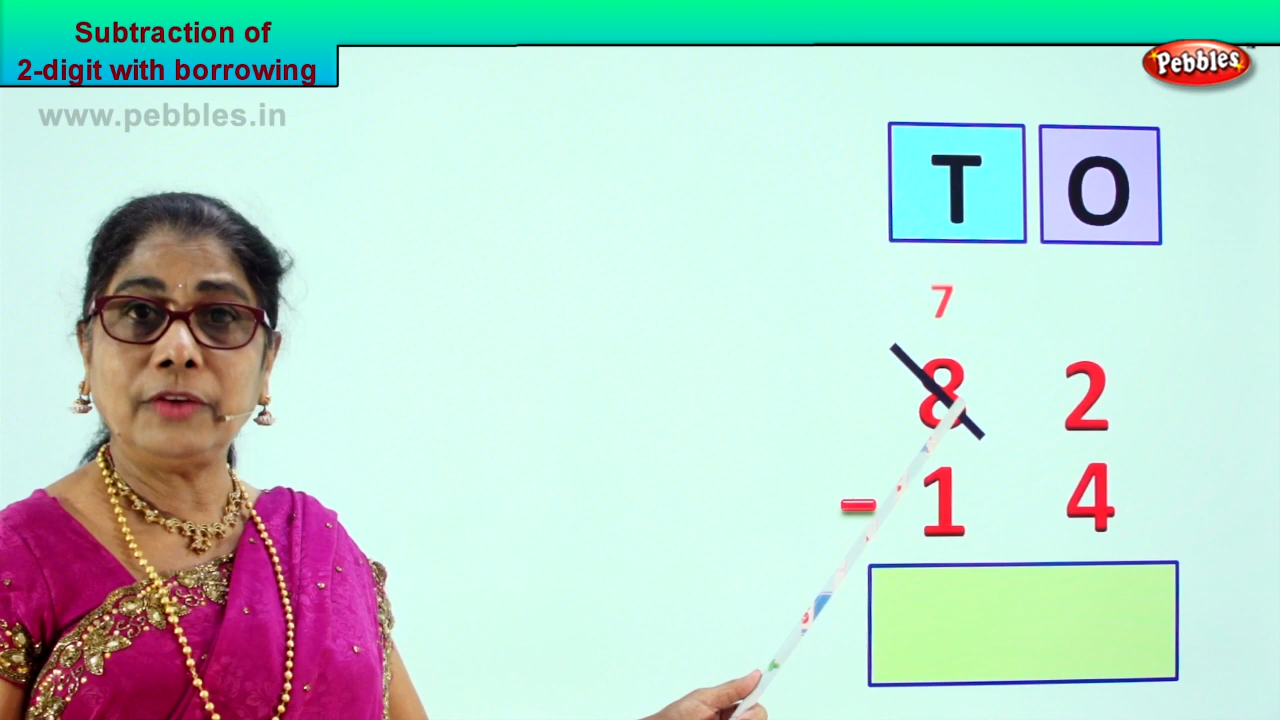 Subtraction of
2-digit with borrowing
Pebbles
www.pebbles.in
T O
7
8 2
- 1 4